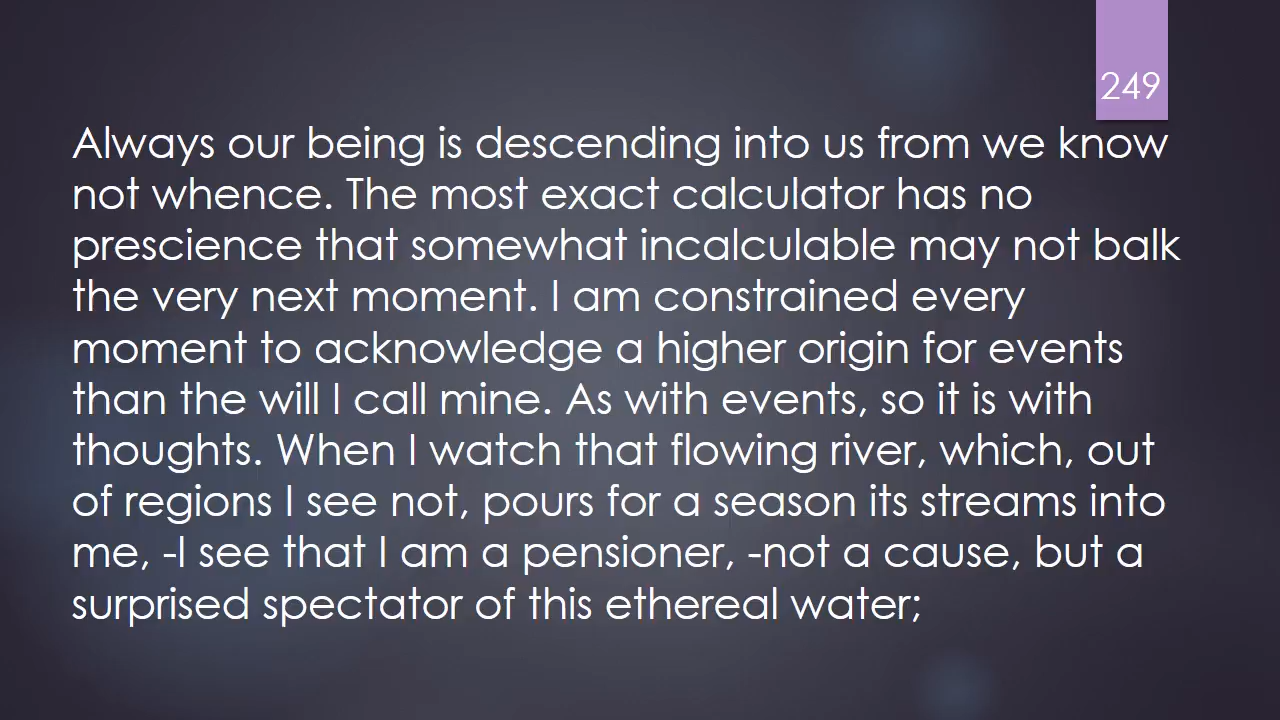 249
Always our being is descending into us from we know
not whence. The most exact calculator has no
prescience that somewhat incalculable may not balk
the very next moment. I am constrained every
moment to acknowledge a higher origin for events
than the will I call mine. As with events, so it is with
thoughts. When I watch that flowing river, which, out
of regions I see not, pours for a season its streams into
me, -I see that I am a pensioner, -not a cause, but a
surprised spectator of this ethereal water;